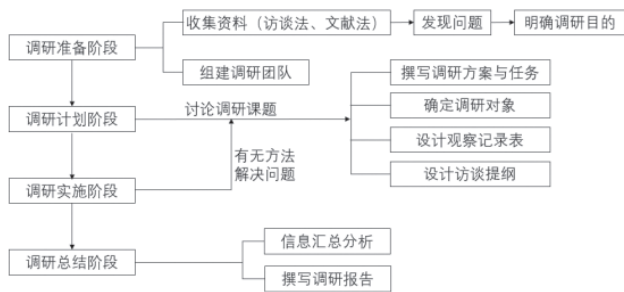 收集资料（访谈法、文献法）
发现问题
明确调研目的
调研准备阶段
组建调研团队
撰写调研方案与任务
讨论调研课题
确定调研对象
调研计划阶段
设计观察记录表
有无方法
解决问题
设计访谈提纲
调研实施阶段
信息汇总分析
调研总结阶段
撰写调研报告